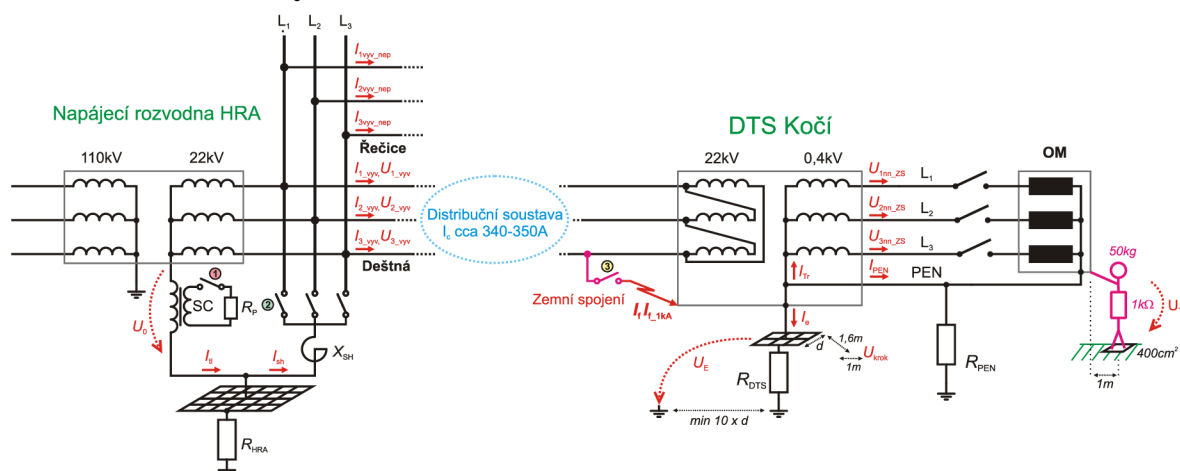 L1 L2 L3
I1vyv_nep
I2vyv_nep
I3vyv_nep
Řečice
Napájecí rozvodna HRA
110kV 22kV
I1_vyv,U1_vyv
I2_vyv,U2_vyv
I3_vyv,U3_vyv
Deštná
Distribuční soustava
Ic cca 340-350A
DTS Kočí
22kV 0,4kV
OM
U1nn_ZS L1
U2nn_ZS L2
U3nn_ZS L3
ITr
IPEN PEN
1
SC
RP
2
U0
XSH
Itl Ish
RHRA
3
Zemní spojení
If If_1kA
Ie
UE
d
1,6m
Ukrok
1m
RDTS
min 10 x d
RPEN
50kg
1kΩ
400cm2
1m